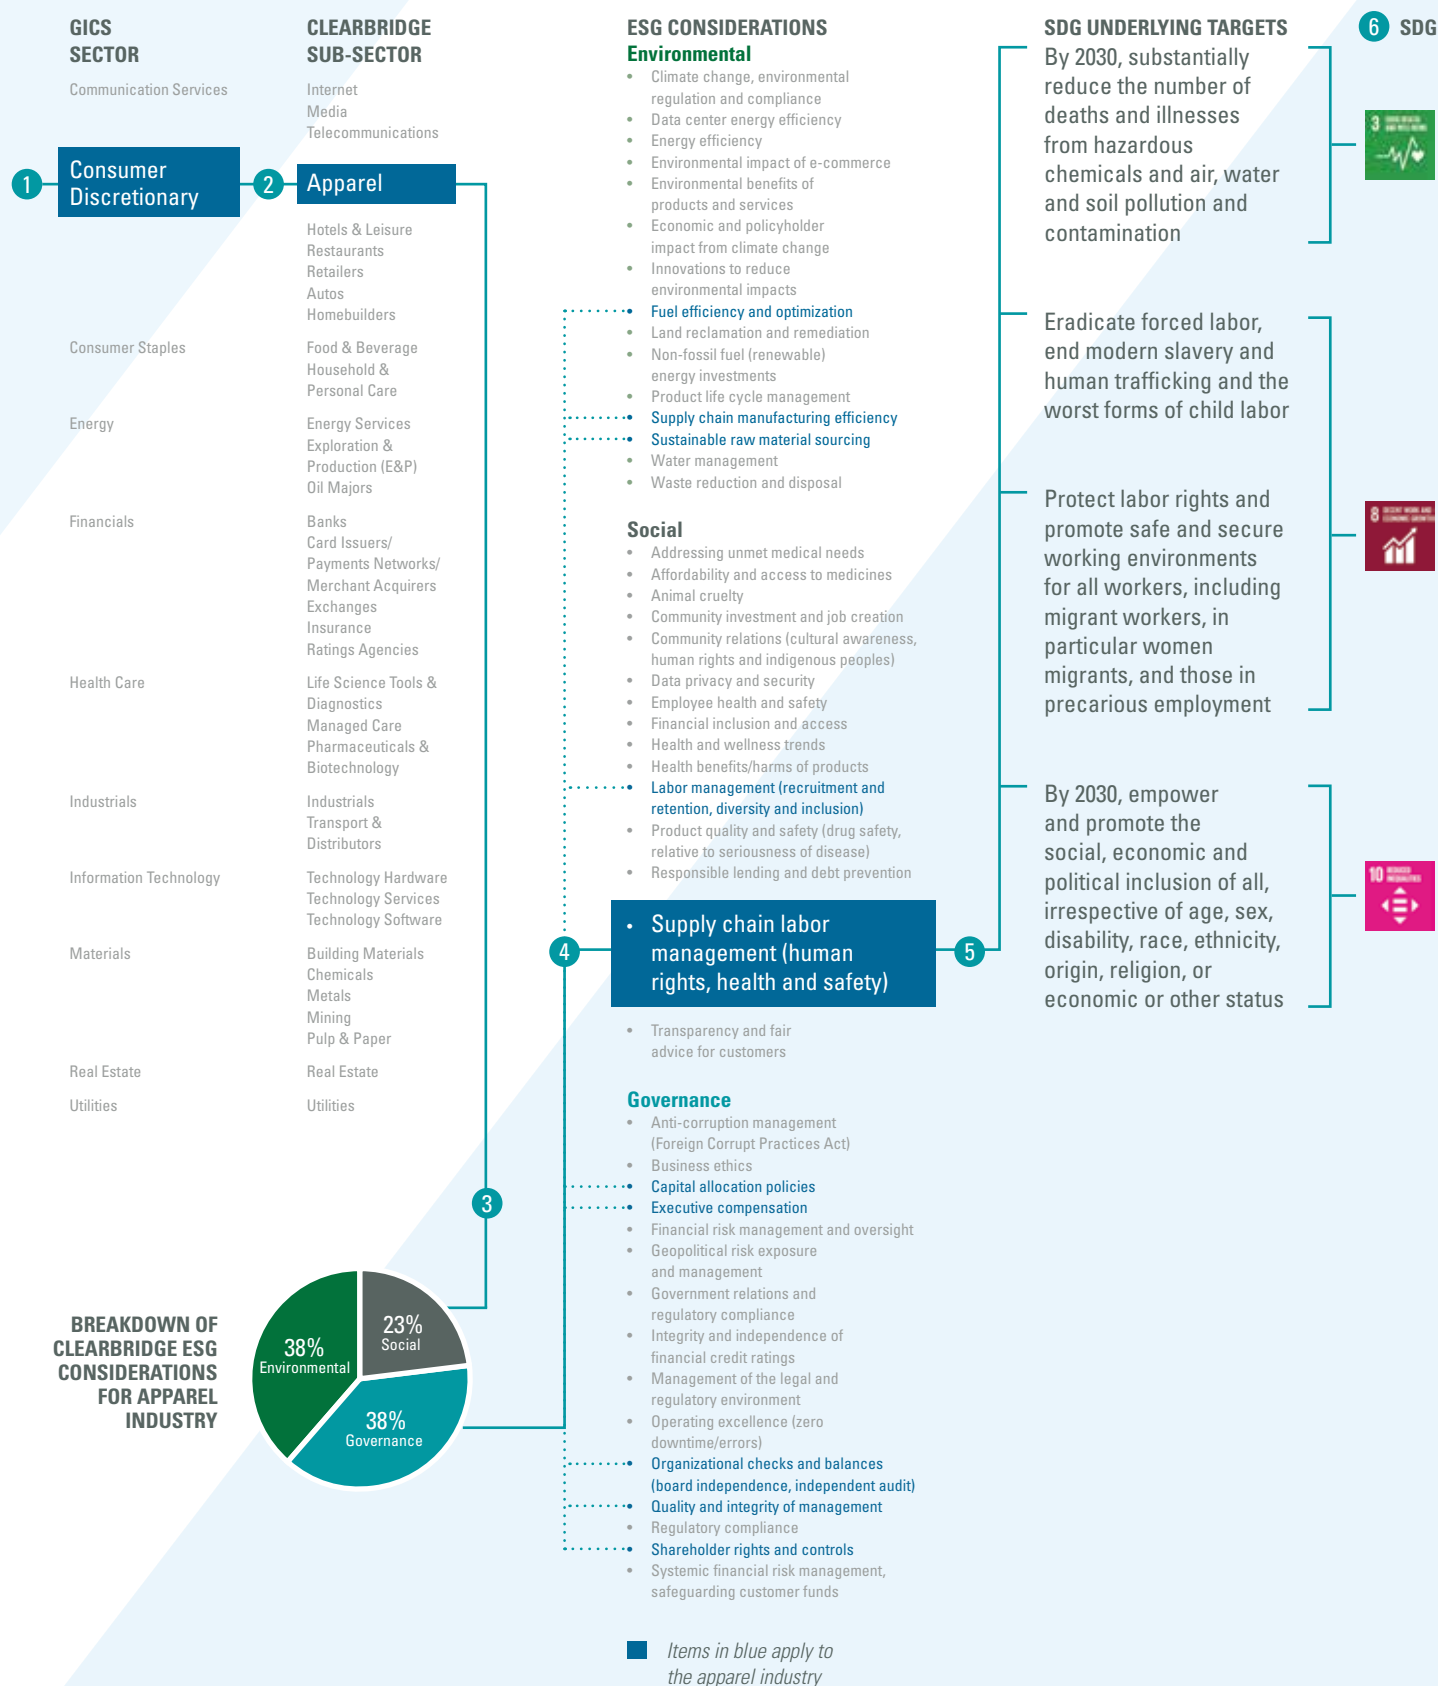 GICS
SECTOR
Communication Services
1
Consumer
Discretionary
Consumer Staples
Energy
Financials
Health Care
Industrials
Information Technology
Materials
Real Estate
Utilities
2
CLEARBRIDGE
SUB-SECTOR
Internet
Media
Telecommunications
Apparel
Hotels & Leisure
Restaurants
Retailers
Autos
Homebuilders
Food & Beverage
Household &
Personal Care
Energy Services
Exploration &
Production (E&P)
Oil Majors
Banks
Card Issuers/
Payments Networks/
Merchant Acquirers
Exchanges
Insurance
Ratings Agencies
Life Science Tools &
Diagnostics
Managed Care
Pharmaceuticals &
Biotechnology
Industrials
Transport &
Distributors
Technology Hardware
Technology Services
Technology Software
Building Materials
Chemicals
Metals
Mining
Pulp & Paper
Real Estate
Utilities
3
BREAKDOWN OF
CLEARBRIDGE ESG
CONSIDERATIONS
FOR APPAREL
INDUSTRY
38%
Environmental
23%
Social
38%
Governance
4
ESG CONSIDERATIONS
Environmental
• Climate change, environmental
regulation and compliance
• Data center energy efficiency
• Energy efficiency
• Environmental impact of e-commerce
• Environmental benefits of
products and services
• Economic and policyholder
impact from climate change
• Innovations to reduce
environmental impacts
• Fuel efficiency and optimization
• Land reclamation and remediation
• Non-fossil fuel (renewable)
energy investments
• Product life cycle management
• Supply chain manufacturing efficiency
• Sustainable raw material sourcing
• Water management
• Waste reduction and disposal
Social
• Addressing unmet medical needs
• Affordability and access to medicines
• Animal cruelty
• Community investment and job creation
• Community relations (cultural awareness,
human rights and indigenous peoples)
• Data privacy and security
• Employee health and safety
• Financial inclusion and access
• Health and wellness trends
• Health benefits/harms of products
• Labor management (recruitment and
retention, diversity and inclusion)
• Product quality and safety (drug safety,
relative to seriousness of disease)
• Responsible lending and debt prevention
• Supply chain labor
management (human
rights, health and safety)
• Transparency and fair
advice for customers
Governance
• Anti-corruption management
(Foreign Corrupt Practices Act)
• Business ethics
• Capital allocation policies
• Executive compensation
• Financial risk management and oversight
• Geopolitical risk exposure
and management
• Government relations and
regulatory compliance
• Integrity and independence of
financial credit ratings
• Management of the legal and
regulatory environment
• Operating excellence (zero
downtime/errors)
• Organizational checks and balances
(board independence, independent audit)
• Quality and integrity of management
• Regulatory compliance
• Shareholder rights and controls
• Systemic financial risk management,
safeguarding customer funds
Items in blue apply to
the apparel industry
5
SDG UNDERLYING TARGETS
By 2030, substantially
reduce the number of
deaths and illnesses
from hazardous
chemicals and air, water
and soil pollution and
contamination
Eradicate forced labor,
end modern slavery and
human trafficking and the
worst forms of child labor
Protect labor rights and
promote safe and secure
working environments
for all workers, including
migrant workers, in
particular women
migrants, and those in
precarious employment
By 2030, empower
and promote the
social, economic and
political inclusion of all,
irrespective of age, sex,
disability, race, ethnicity,
origin, religion, or
economic or other status
6 SDG
3 GOOD HEALTH
AND WELL-BEING
8 DECENT WORK AND
ECONOMIC GROWTH
10 REDUCED
INEQUALITIES